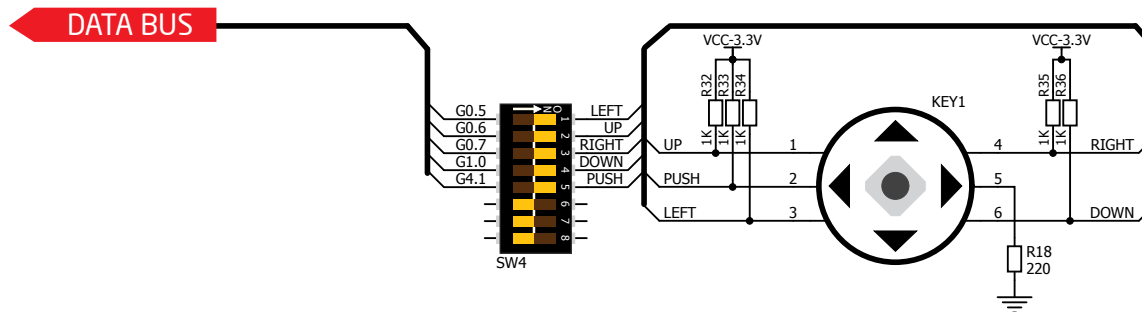 DATA BUS
VCC-3.3V
VCC-3.3V
R32
R33
R34
R35
R36
1K
1K
1K
1K
1K
KEY1
G0.5
G0.6
G0.7
G1.0
G4.1
ON
1
2
3
4
5
6
7
8
SW4
LEFT
UP
RIGHT
DOWN
PUSH
UP
PUSH
LEFT
1
2
3
4
5
6
RIGHT
DOWN
R18
220